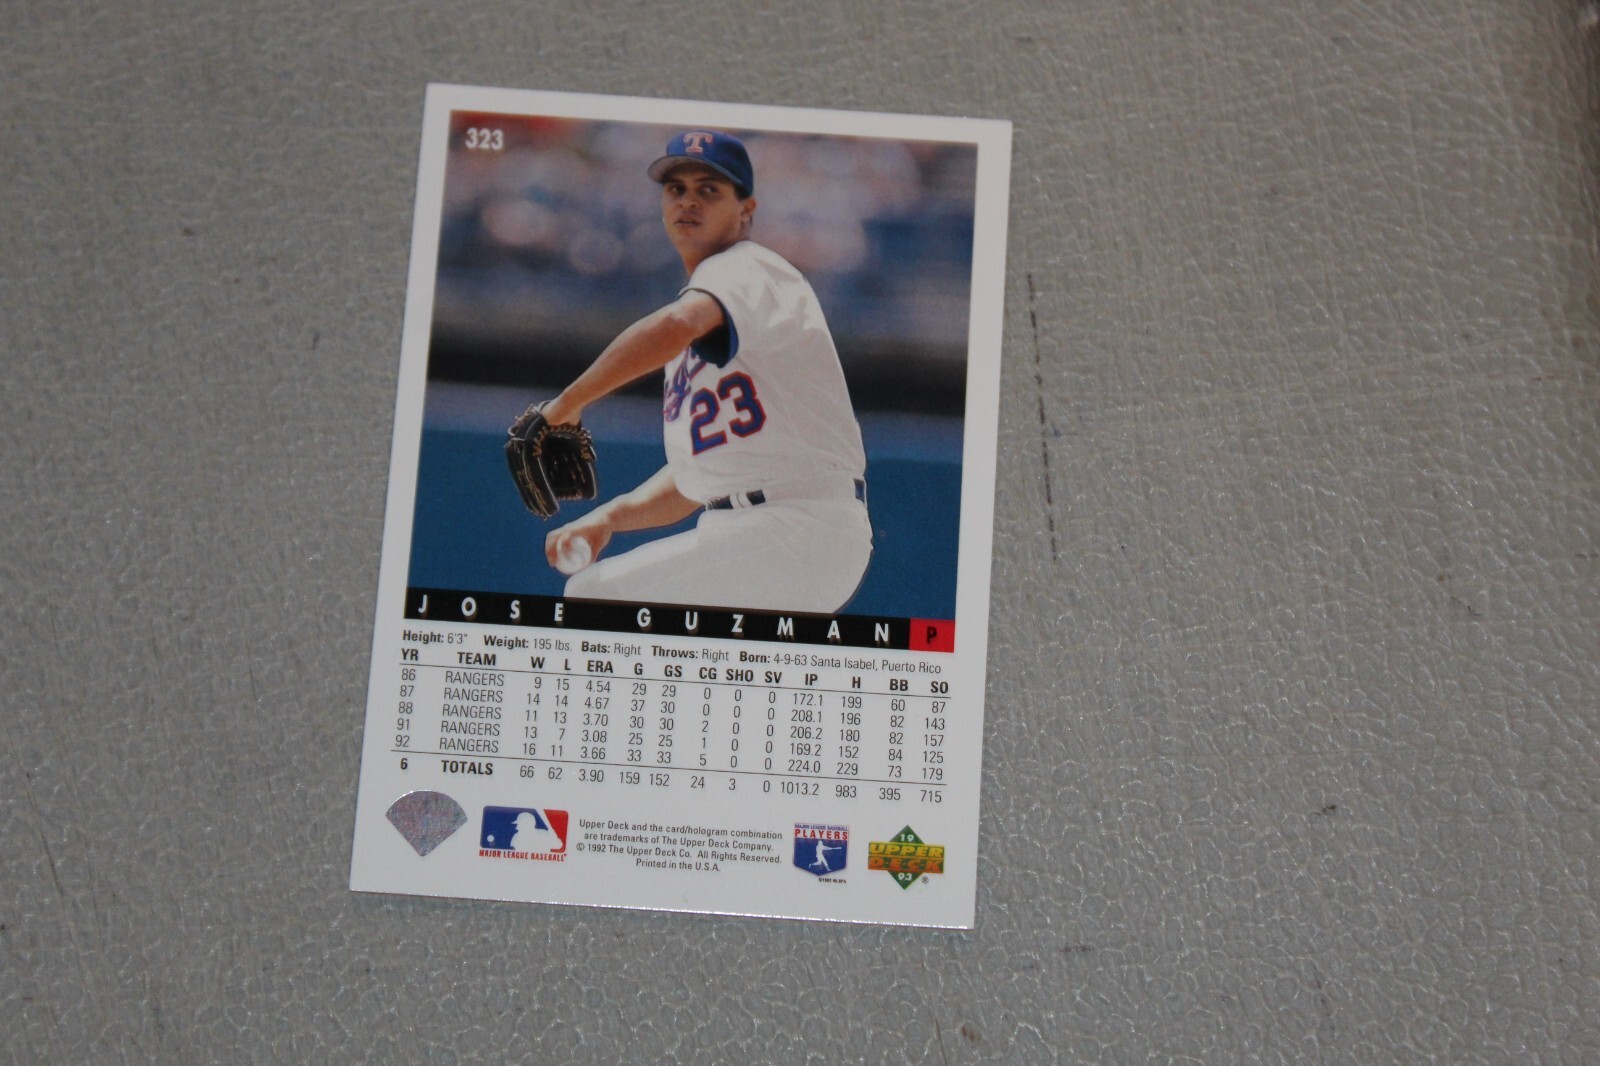 323
T
23
JOSE GUZMAN P
Height: 6'3" Weight: 195 lbs. Bats: Right Throws: Right Born: 4-9-63 Santa Isabel, Puerto Rico
YR TEAM W L ERA G GS CG SHO SV IP H BB SO
86 RANGERS 9 15 4.54 29 29 0 0 0 172.1 199 60 87
87 RANGERS 14 14 4.67 37 30 0 0 0 208.1 196 82 143
88 RANGERS 11 13 3.70 30 30 2 0 0 206.2 180 82 157
91 RANGERS 13 7 3.08 25 25 1 0 0 169.2 152 84 125
92 RANGERS 16 11 3.66 33 33 5 0 0 224.0 229 73 179
6 TOTALS 66 62 3.90 159 152 24 3 0 1013.2 983 395 715
MAJOR LEAGUE BASEBALL
Upper Deck and the card/hologram combination
are trademarks of The Upper Deck Company.
© 1992 The Upper Deck Co. All Rights Reserved.
Printed in the U.S.A.
MAJOR LEAGUE BASEBALL
PLAYERS
19
UPPER
DECK
93
®